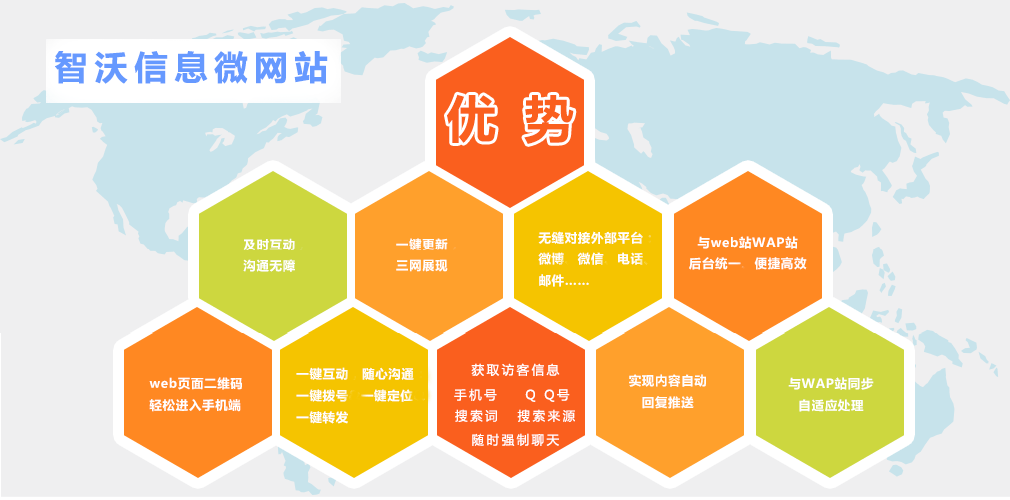 智沃信息微网站
优 势
及时互动
沟通无障
一键更新
三网展现
无缝对接外部平台
微博 微信 电话
邮件......
与web站WAP站
后台统一 便捷高效
web页面二维码
轻松进入手机端
一键互动 随心沟通
一键拨号 一键定位
一键转发
获取访客信息
手机号 Q Q号
搜索词 搜索来源
随时强制聊天
实现内容自动
回复推送
与WAP站同步
自适应处理